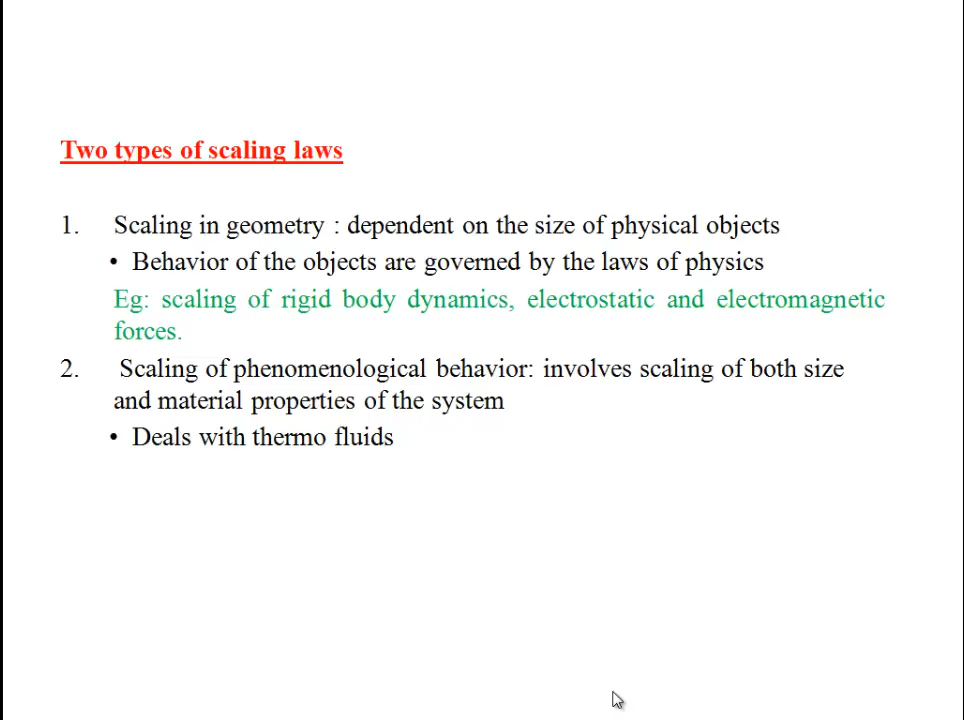 Two types of scaling laws
1. Scaling in geometry : dependent on the size of physical objects
• Behavior of the objects are governed by the laws of physics
Eg: scaling of rigid body dynamics, electrostatic and electromagnetic
forces.
2. Scaling of phenomenological behavior: involves scaling of both size
and material properties of the system
• Deals with thermo fluids